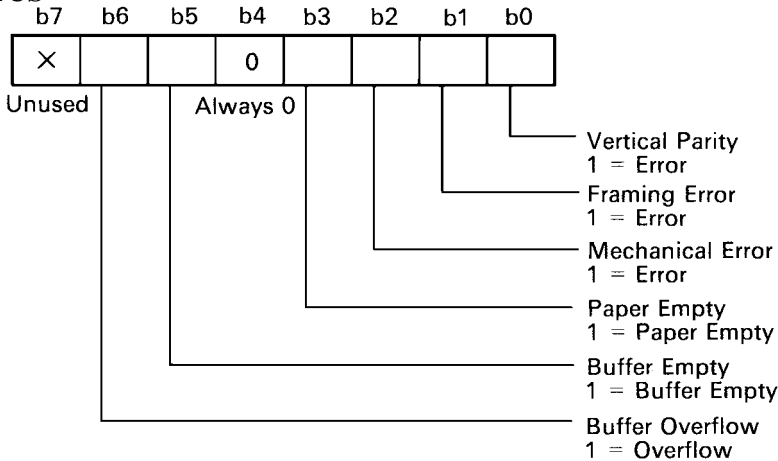 b7 b6 b5 b4 b3 b2 b1 b0
× 0
Unused Always 0
Vertical Parity
1 = Error
Framing Error
1 = Error
Mechanical Error
1 = Error
Paper Empty
1 = Paper Empty
Buffer Empty
1 = Buffer Empty
Buffer Overflow
1 = Overflow